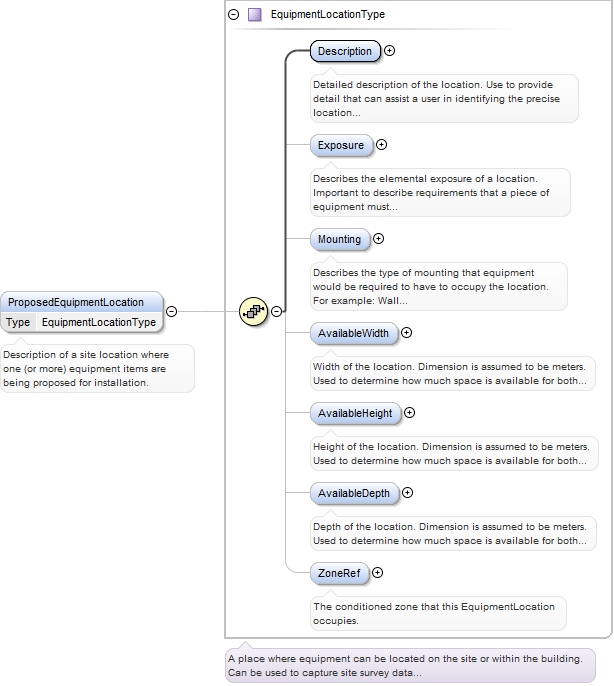 EquipmentLocationType
Description
Detailed description of the location. Use to provide
detail that can assist a user in identifying the precise
location...
Exposure
Describes the elemental exposure of a location.
Important to describe requirements that a piece of
equipment must...
Mounting
Describes the type of mounting that equipment
would be required to have to occupy the location.
For example: Wall...
ProposedEquipmentLocation
Type EquipmentLocationType
Description of a site location where
one (or more) equipment items are
being proposed for installation.
AvailableWidth
Width of the location. Dimension is assumed to be meters.
Used to determine how much space is available for both...
AvailableHeight
Height of the location. Dimension is assumed to be meters.
Used to determine how much space is available for both...
AvailableDepth
Depth of the location. Dimension is assumed to be meters.
Used to determine how much space is available for both...
ZoneRef
The conditioned zone that this EquipmentLocation
occupies.
A place where equipment can be located on the site or within the building.
Can be used to capture site survey data...